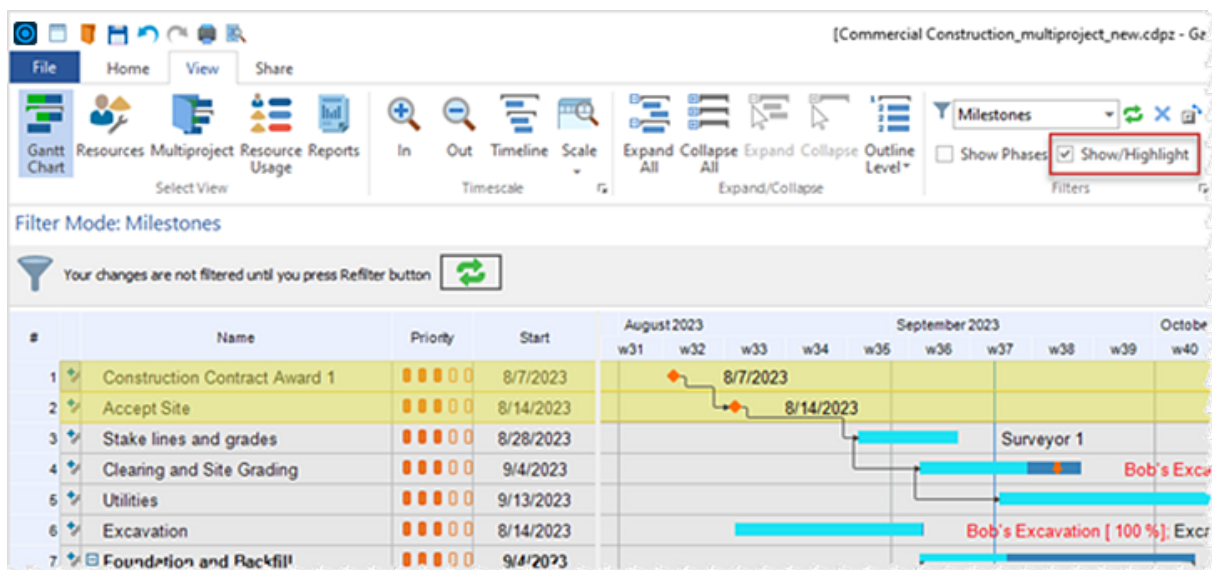 [Commercial Construction_multiproject_new.cdpz - Ga
File Home View Share
Gantt Chart Resources Multiproject Resource Usage Reports In Out Timeline Scale Expand All Collapse All Expand Collapse Outline Level Milestones
Show Phases Show/Highlight
Select View Timescale Expand/Collapse Filters
Filter Mode: Milestones
Your changes are not filtered until you press Refilter button
# Name Priority Start August 2023 September 2023 Octobe
w31 w32 w33 w34 w35 w36 w37 w38 w39 w40
1 Construction Contract Award 1 8/7/2023 8/7/2023
2 Accept Site 8/14/2023 8/14/2023
3 Stake lines and grades 8/28/2023 Surveyor 1
4 Clearing and Site Grading 9/4/2023 Bob's Exca
5 Utilities 9/13/2023
6 Excavation 8/14/2023 Bob's Excavation [ 100 %]; Exca
7 Foundation and Backfill 9/4/2023